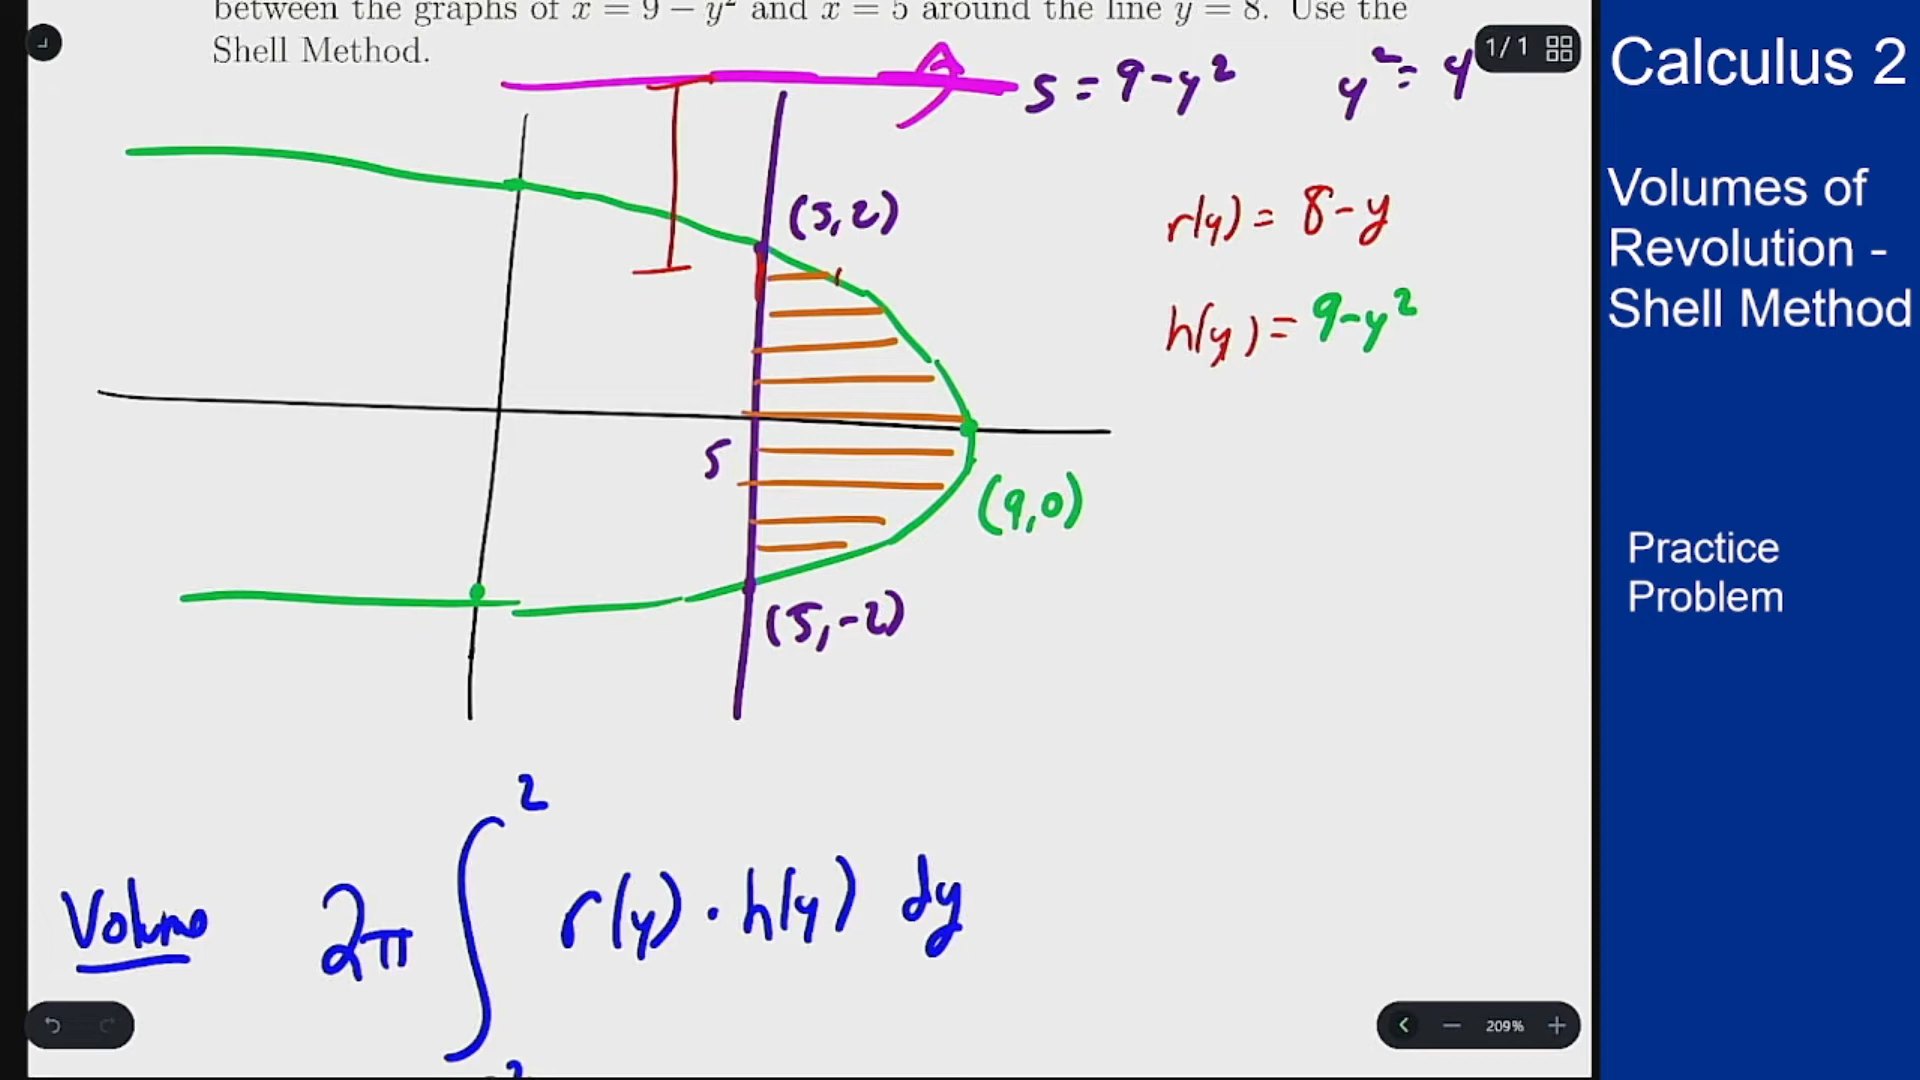 between the graphs of x = 9 − y² and x = 5 around the line y = 8. Use the
Shell Method.
1/1
5 = 9-y²
y² = 4
(5,2)
r(y) = 8-y
h(y) = 9-y²
5
(9,0)
(5,-2)
2
Volume 2π ∫ r(y) · h(y) dy
209%
Calculus 2
Volumes of
Revolution -
Shell Method
Practice
Problem